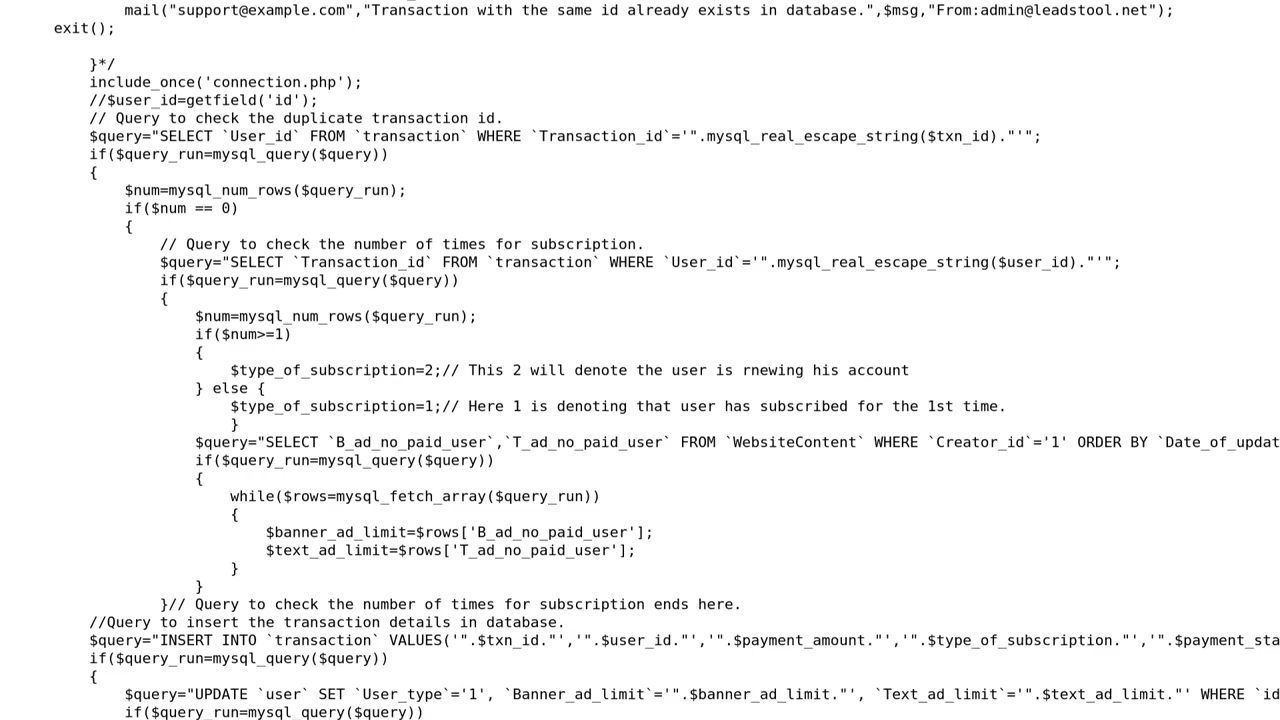 mail("support@example.com","Transaction with the same id already exists in database.",$msg,"From:admin@leadstool.net");
exit();
}*/
include_once('connection.php');
//$user_id=getfield('id');
// Query to check the duplicate transaction id.
$query="SELECT `User_id` FROM `transaction` WHERE `Transaction_id`='".mysql_real_escape_string($txn_id)."'";
if($query_run=mysql_query($query))
{
$num=mysql_num_rows($query_run);
if($num == 0)
{
// Query to check the number of times for subscription.
$query="SELECT `Transaction_id` FROM `transaction` WHERE `User_id`='".mysql_real_escape_string($user_id)."'";
if($query_run=mysql_query($query))
{
$num=mysql_num_rows($query_run);
if($num>=1)
{
$type_of_subscription=2;// This 2 will denote the user is rnewing his account
} else {
$type_of_subscription=1;// Here 1 is denoting that user has subscribed for the 1st time.
}
$query="SELECT `B_ad_no_paid_user`,`T_ad_no_paid_user` FROM `WebsiteContent` WHERE `Creator_id`='1' ORDER BY `Date_of_updat
if($query_run=mysql_query($query))
{
while($rows=mysql_fetch_array($query_run))
{
$banner_ad_limit=$rows['B_ad_no_paid_user'];
$text_ad_limit=$rows['T_ad_no_paid_user'];
}
}
}// Query to check the number of times for subscription ends here.
//Query to insert the transaction details in database.
$query="INSERT INTO `transaction` VALUES('".$txn_id."','".$user_id."','".$payment_amount."','".$type_of_subscription."','".$payment_sta
if($query_run=mysql_query($query))
{
$query="UPDATE `user` SET `User_type`='1', `Banner_ad_limit`='".$banner_ad_limit."', `Text_ad_limit`='".$text_ad_limit."' WHERE `id
if($query_run=mysql_query($query))